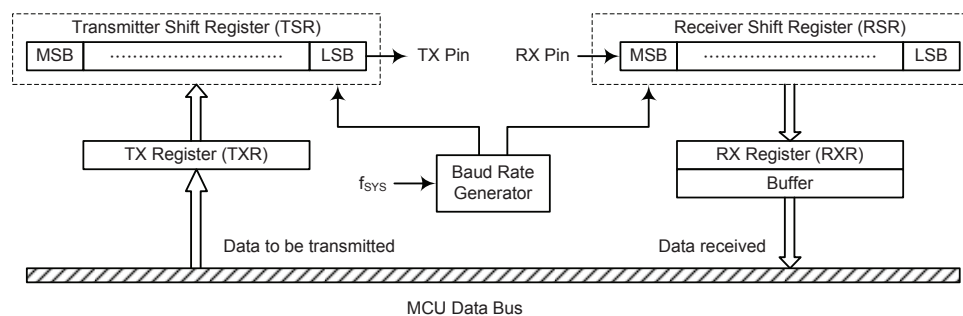 Transmitter Shift Register (TSR)
MSB ................................ LSB
TX Pin
RX Pin
Receiver Shift Register (RSR)
MSB ................................ LSB
TX Register (TXR)
fSYS
Baud Rate
Generator
RX Register (RXR)
Buffer
Data to be transmitted
Data received
MCU Data Bus